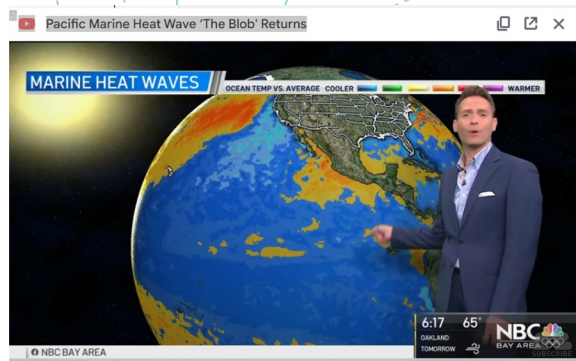 Pacific Marine Heat Wave ‘The Blob’ Returns
MARINE HEAT WAVES
OCEAN TEMP VS. AVERAGE COOLER WARMER
6:17 65°
OAKLAND
TOMORROW
NBC
BAY AREA
SUBSCRIBE
NBC BAY AREA